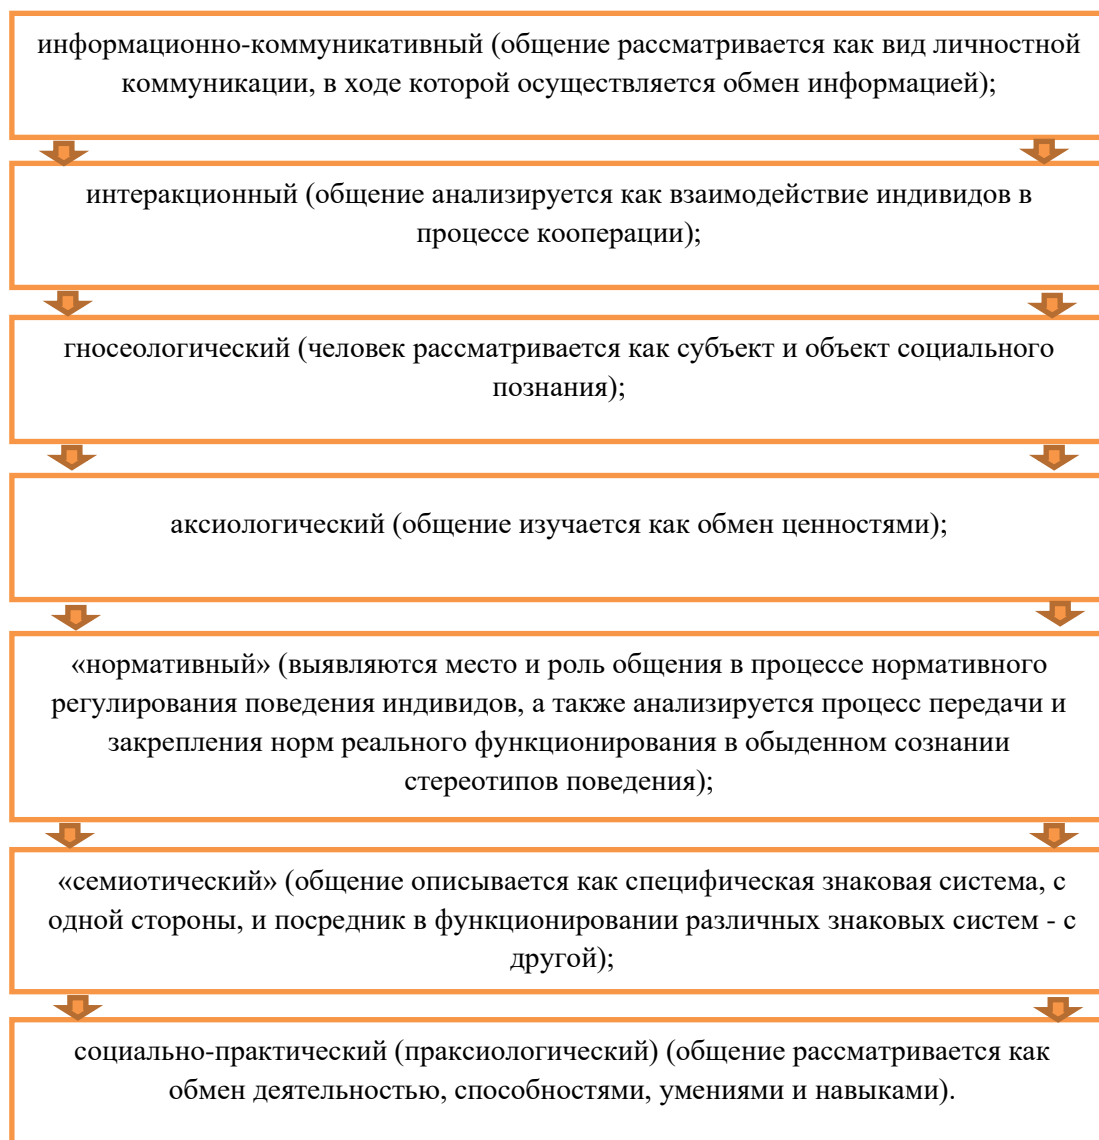 информационно-коммуникативный (общение рассматривается как вид личностной
коммуникации, в ходе которой осуществляется обмен информацией);
интеракционный (общение анализируется как взаимодействие индивидов в
процессе кооперации);
гносеологический (человек рассматривается как субъект и объект социального
познания);
аксиологический (общение изучается как обмен ценностями);
«нормативный» (выявляются место и роль общения в процессе нормативного
регулирования поведения индивидов, а также анализируется процесс передачи и
закрепления норм реального функционирования в обыденном сознании
стереотипов поведения);
«семиотический» (общение описывается как специфическая знаковая система, с
одной стороны, и посредник в функционировании различных знаковых систем - с
другой);
социально-практический (праксиологический) (общение рассматривается как
обмен деятельностью, способностями, умениями и навыками).